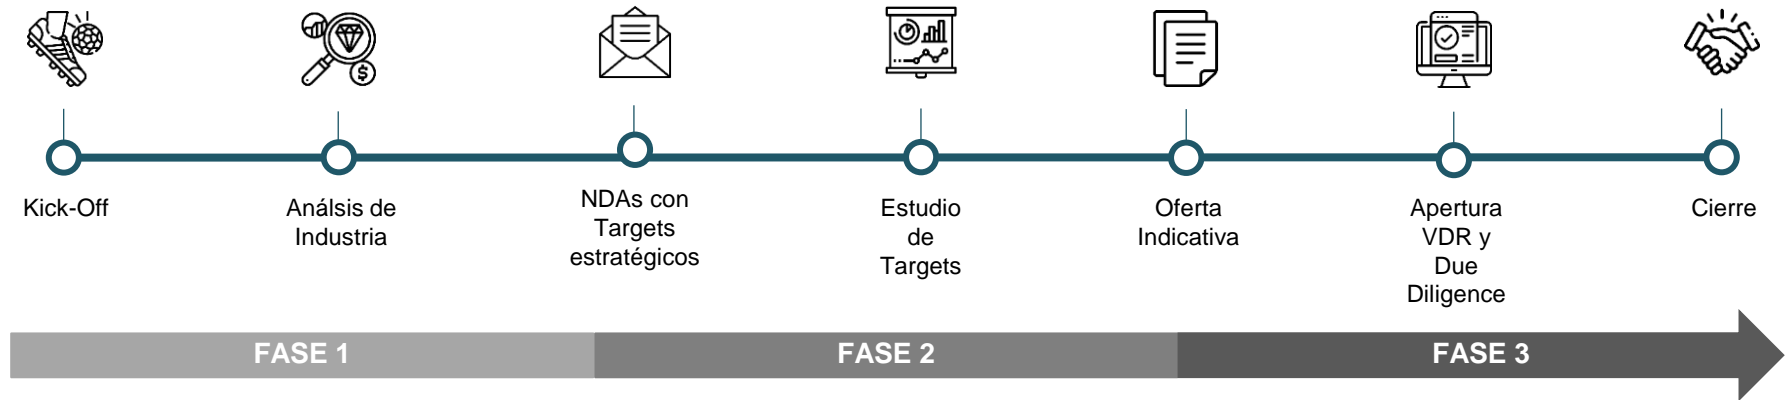 $
Kick-Off
Análsis de
Industria
NDAs con
Targets
estratégicos
Estudio
de
Targets
Oferta
Indicativa
Apertura
VDR y
Due
Diligence
Cierre
FASE 1
FASE 2
FASE 3